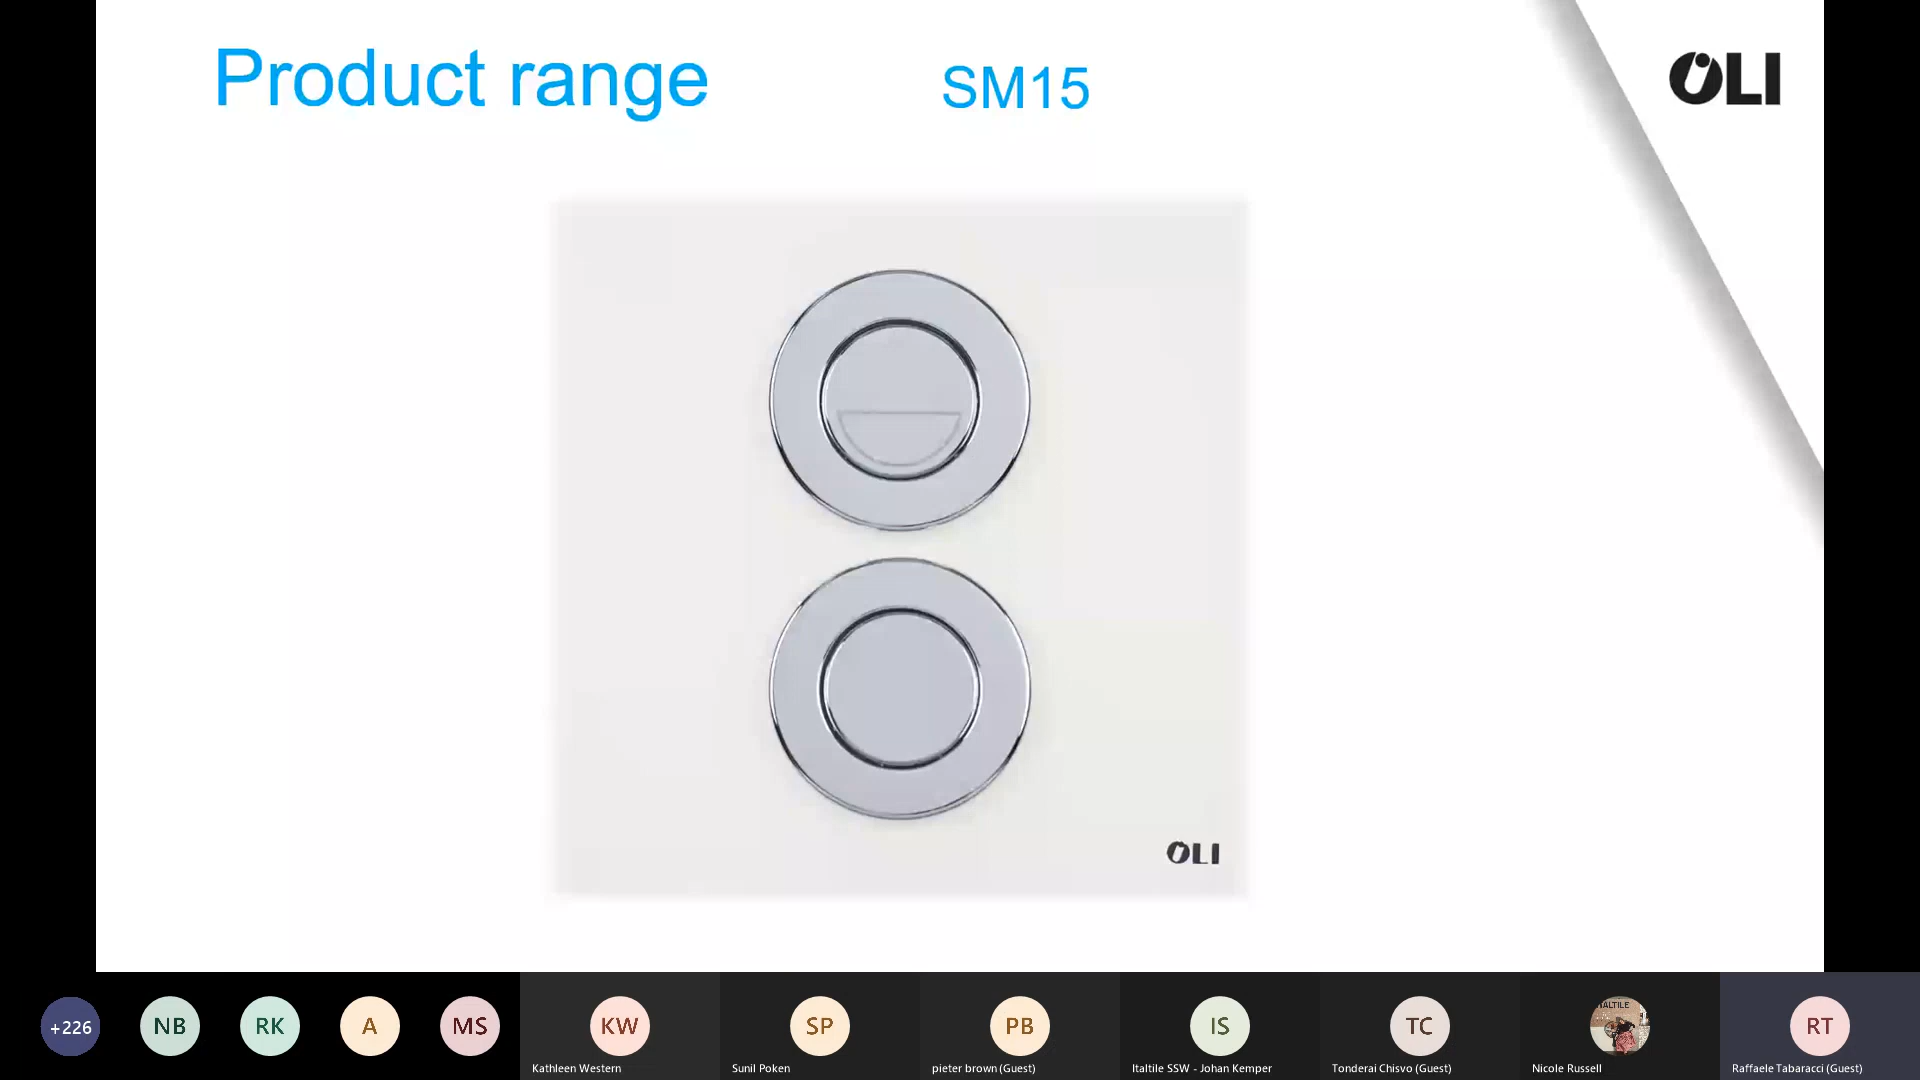 Product range
SM15
OLI
OLI
+226
NB
RK
A
MS
KW
SP
PB
IS
TC
ALTILE
RT
Kathleen Western
Sunil Poken
pieter brown (Guest)
Italtile SSW - Johan Kemper
Tonderai Chisvo (Guest)
Nicole Russell
Raffaele Tabaracci (Guest)